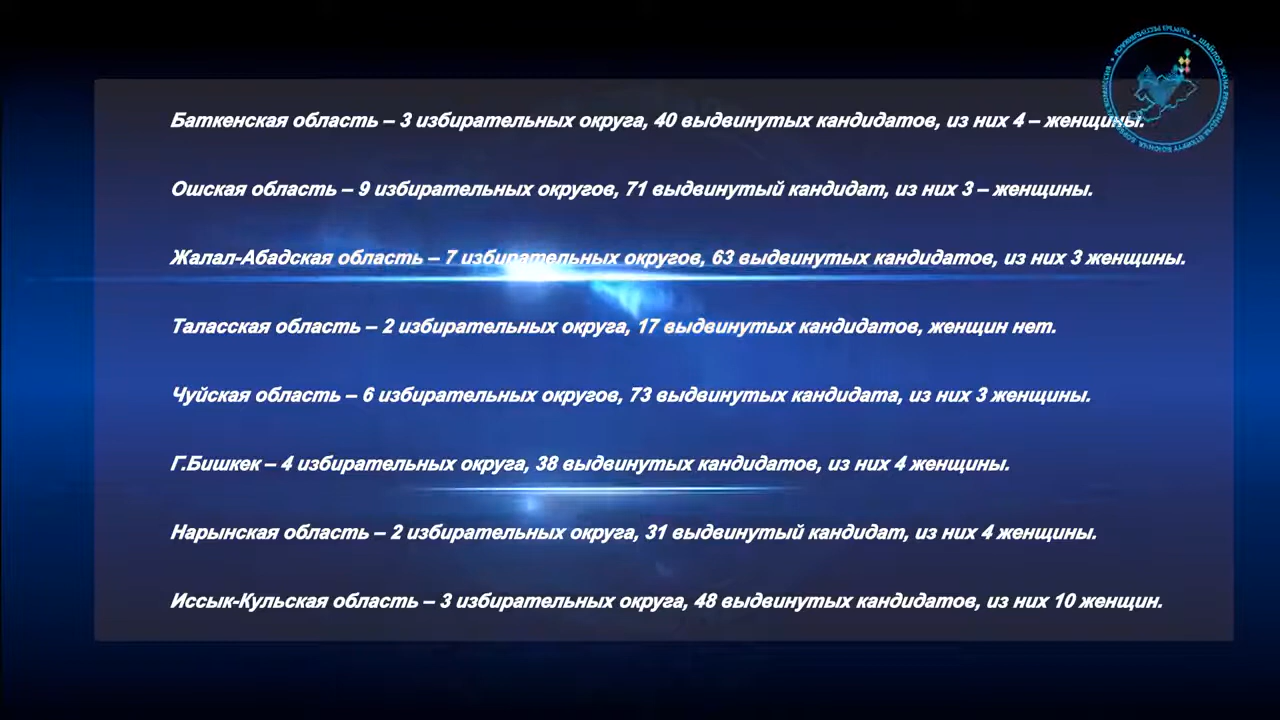 Баткенская область – 3 избирательных округа, 40 выдвинутых кандидатов, из них 4 – женщины.
Ошская область – 9 избирательных округов, 71 выдвинутый кандидат, из них 3 – женщины.
Жалал-Абадская область – 7 избирательных округов, 63 выдвинутых кандидатов, из них 3 женщины.
Таласская область – 2 избирательных округа, 17 выдвинутых кандидатов, женщин нет.
Чуйская область – 6 избирательных округов, 73 выдвинутых кандидата, из них 3 женщины.
Г.Бишкек – 4 избирательных округа, 38 выдвинутых кандидатов, из них 4 женщины.
Нарынская область – 2 избирательных округа, 31 выдвинутый кандидат, из них 4 женщины.
Иссык-Кульская область – 3 избирательных округа, 48 выдвинутых кандидатов, из них 10 женщин.